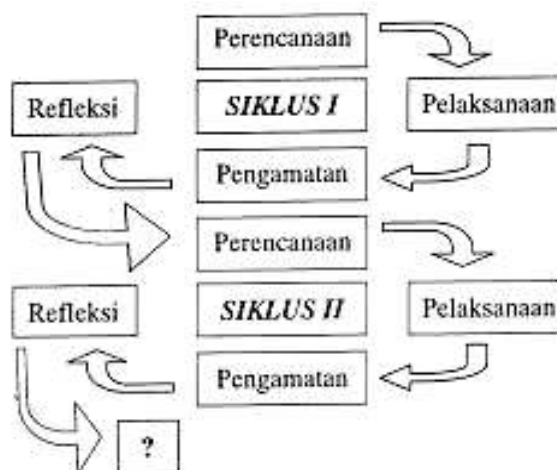 Perencanaan
Refleksi
SIKLUS I
Pelaksanaan
Pengamatan
Perencanaan
Refleksi
SIKLUS II
Pelaksanaan
Pengamatan
?